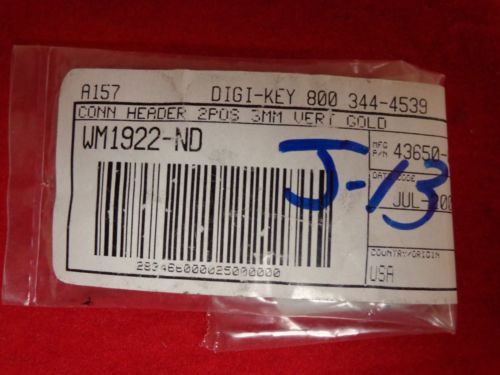 A157 DIGI-KEY 800 344-4539
CONN HEADER 2POS 3MM VERT GOLD
WM1922-ND
MFG P/N 43650-
J-13
DATE CODE
JUL-200
COUNTRY/ORIGIN
USA